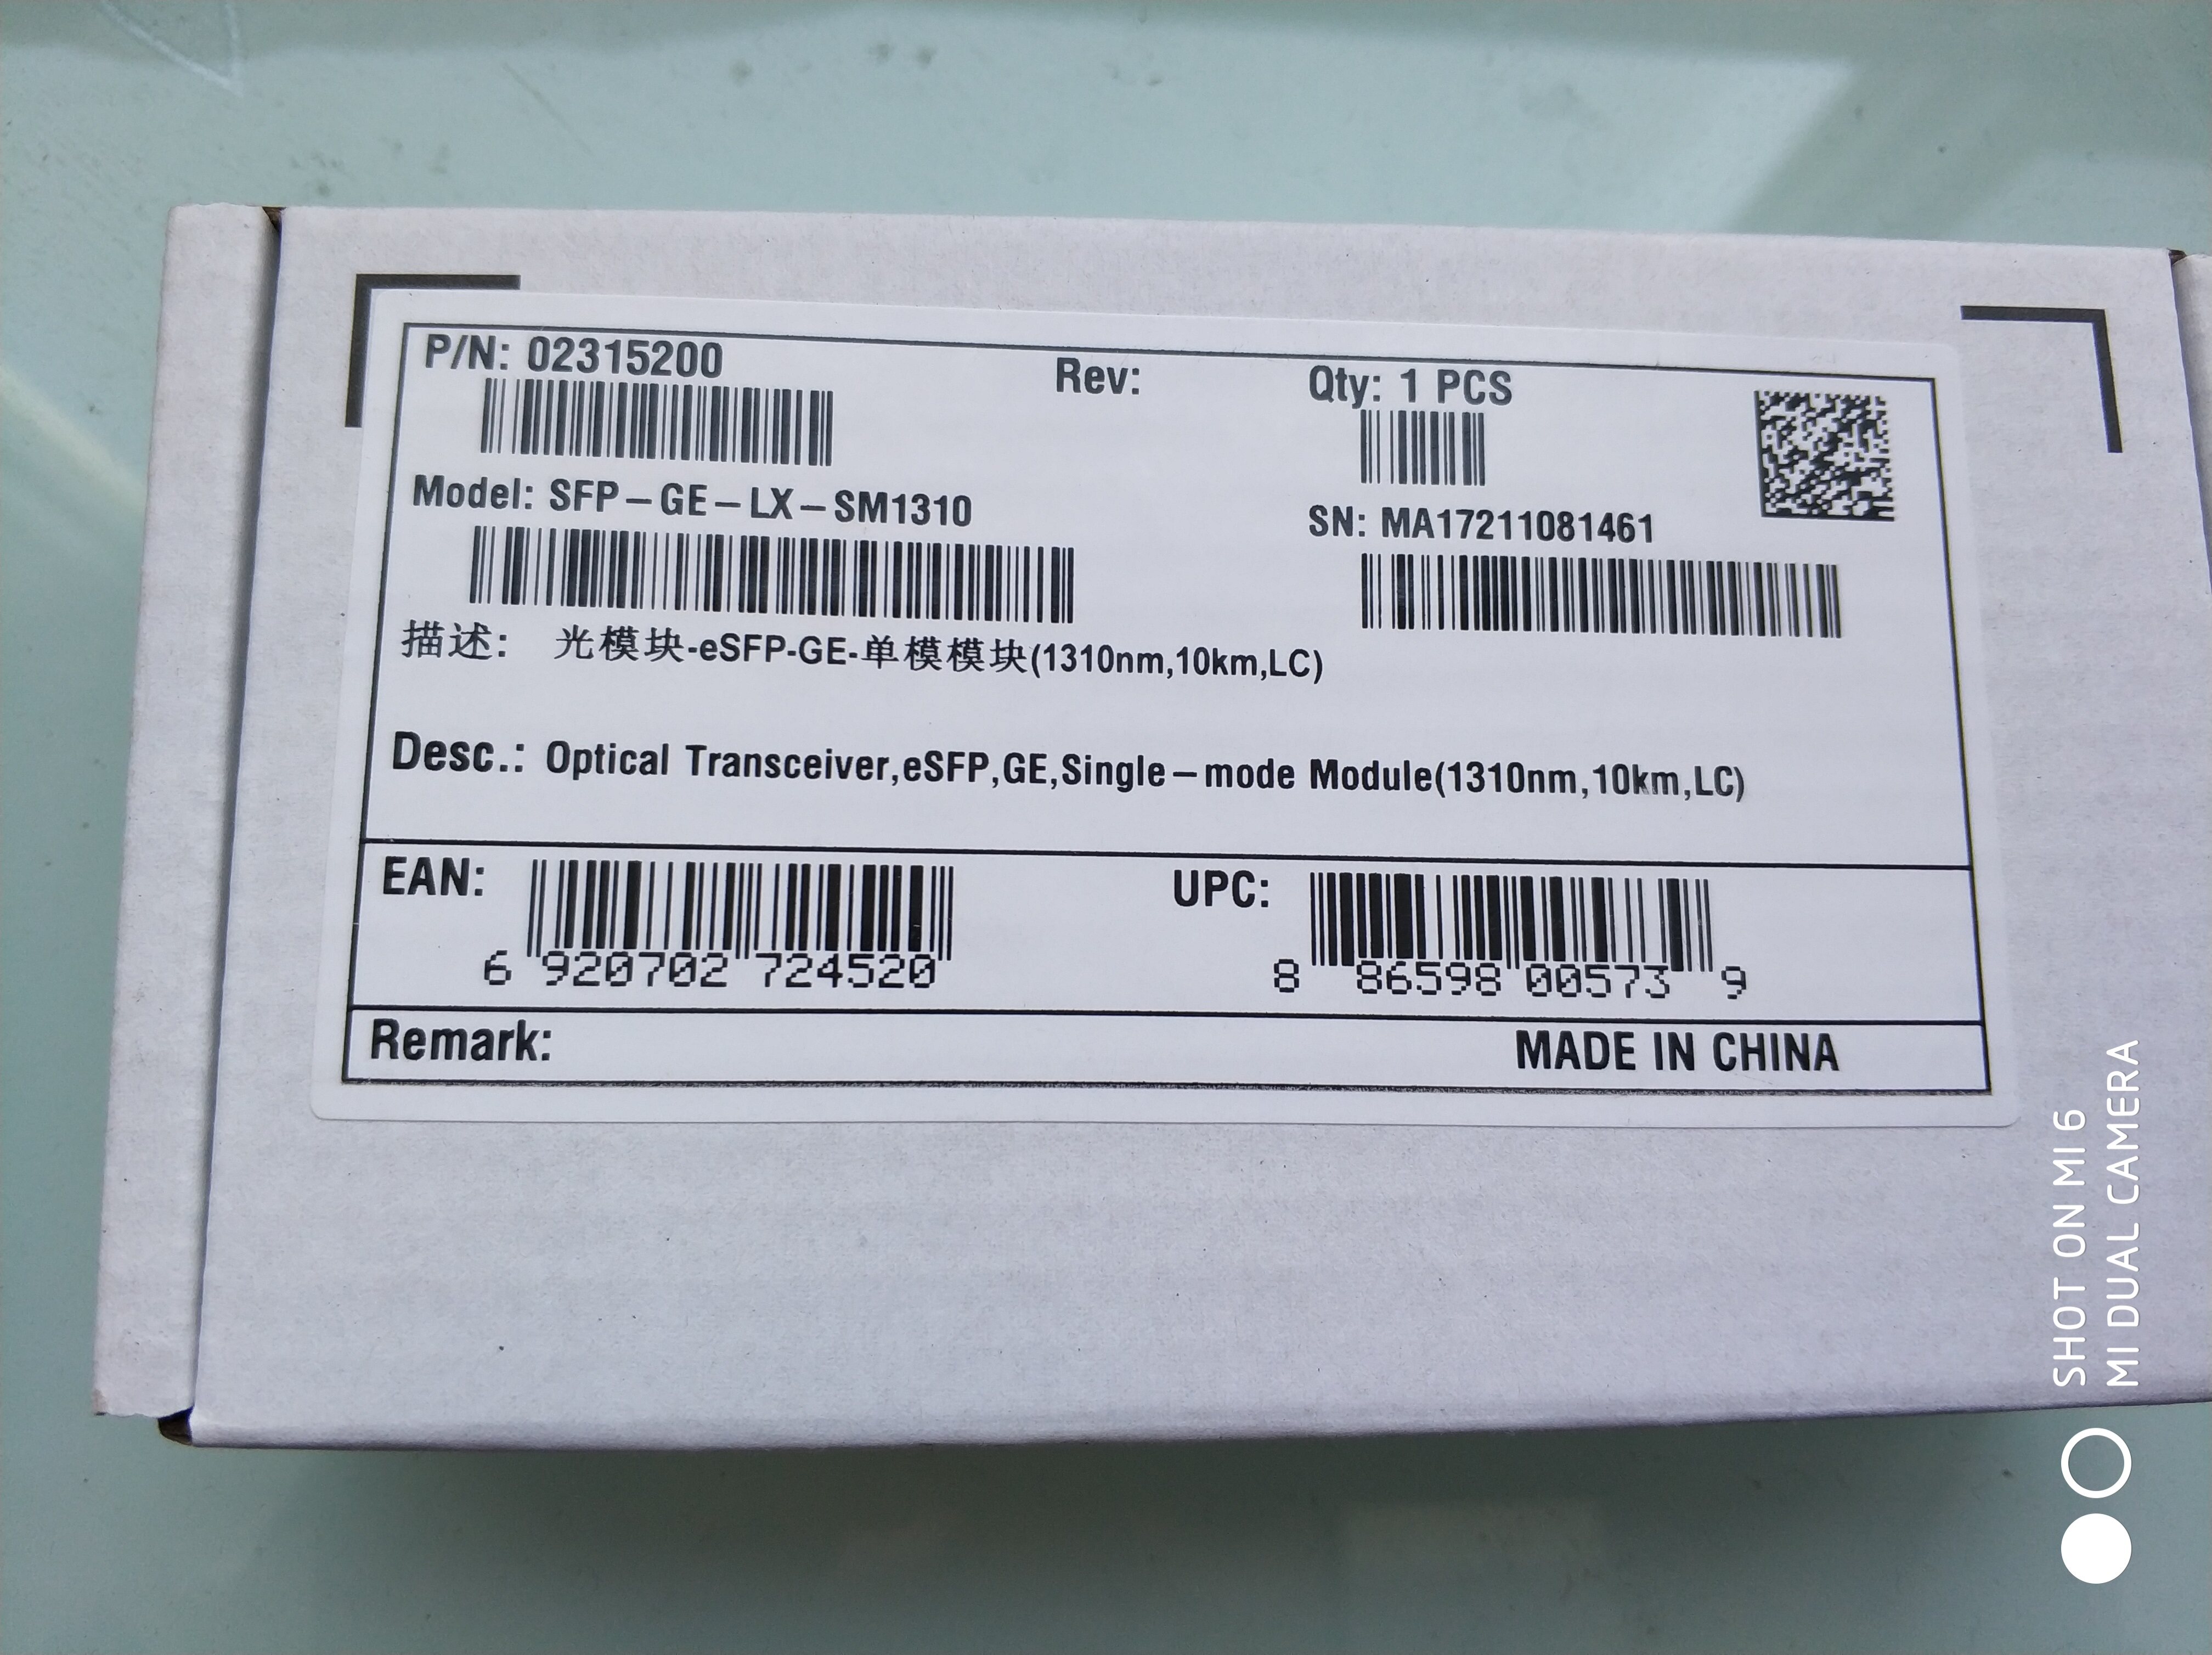 P/N: 02315200
Rev:
Qty: 1 PCS
Model: SFP-GE-LX-SM1310
SN: MA17211081461
描述: 光模块-eSFP-GE-单模模块(1310nm,10km,LC)
Desc.: Optical Transceiver,eSFP,GE,Single-mode Module(1310nm,10km,LC)
EAN:
6 920702 724520
UPC:
8 86598 00573 9
Remark:
MADE IN CHINA
SHOT ON MI 6
MI DUAL CAMERA